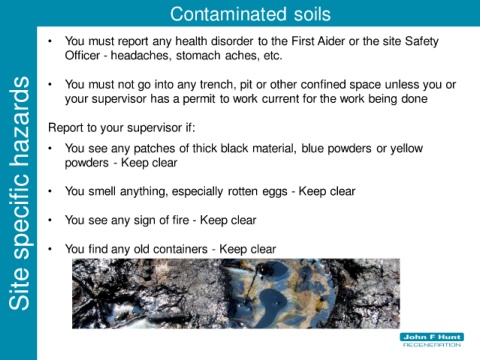 Contaminated soils
Site specific hazards
• You must report any health disorder to the First Aider or the site Safety
Officer - headaches, stomach aches, etc.
• You must not go into any trench, pit or other confined space unless you or
your supervisor has a permit to work current for the work being done
Report to your supervisor if:
• You see any patches of thick black material, blue powders or yellow
powders - Keep clear
• You smell anything, especially rotten eggs - Keep clear
• You see any sign of fire - Keep clear
• You find any old containers - Keep clear
John F Hunt
REGENERATION